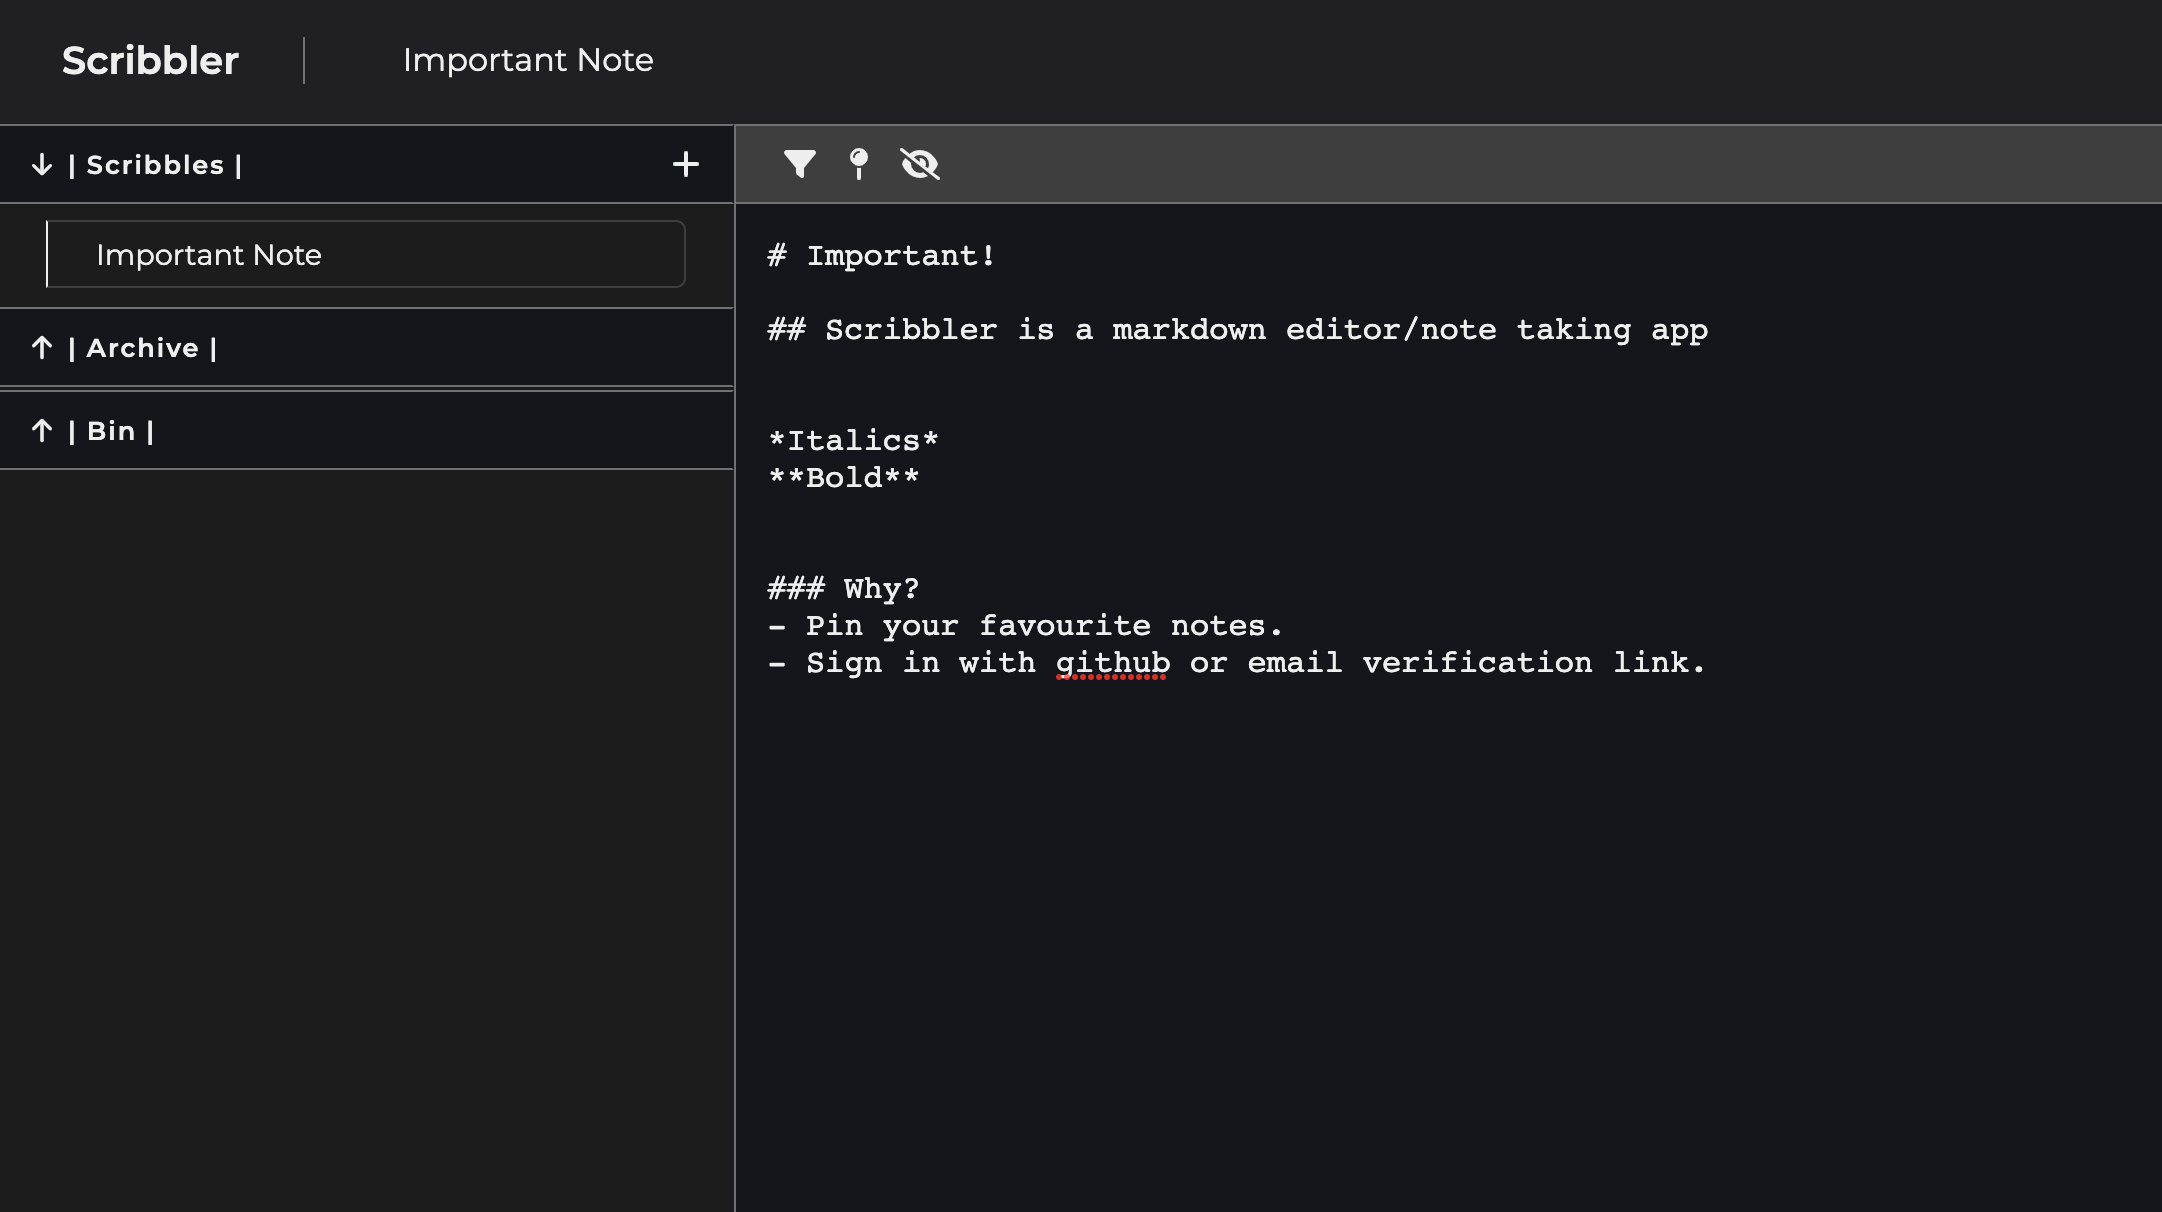 Scribbler
Important Note
| Scribbles |
Important Note
| Archive |
| Bin |
# Important!
## Scribbler is a markdown editor/note taking app
*Italics*
**Bold**
### Why?
- Pin your favourite notes.
- Sign in with github or email verification link.